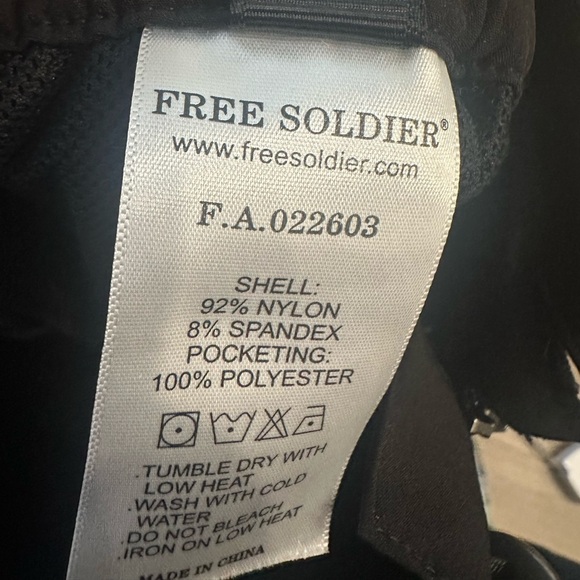 FREE SOLDIER®
www.freesoldier.com
F.A.022603
SHELL:
92% NYLON
8% SPANDEX
POCKETING:
100% POLYESTER
.TUMBLE DRY WITH
LOW HEAT
.WASH WITH COLD
WATER
.DO NOT BLEACH
.IRON ON LOW HEAT
MADE IN CHINA